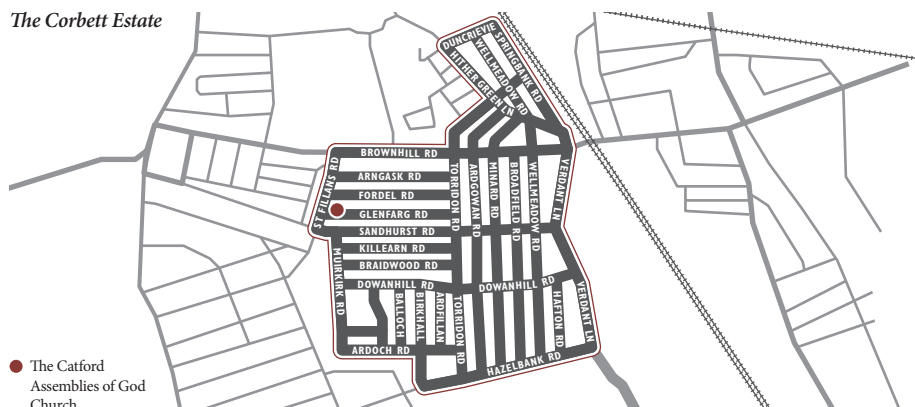 The Corbett Estate
DUNCRIEVIE
SPRINGBANK RD
WELLMEADOW RD
HITHER GREEN LN
BROWNHILL RD
ST FILLANS RD
ARNGASK RD
FORDEL RD
GLENFARG RD
SANDHURST RD
KILLEARN RD
BRAIDWOOD RD
TORRIDON RD
ARDGOWAN RD
MINARD RD
BROADFIELD RD
WELLMEADOW RD
VERDANT LN
MUIRKIRK RD
DOWANHILL RD
DOWANHILL RD
BALLOCH
BIRKHALL
ARDFILLAN
TORRIDON RD
HAFTON RD
VERDANT LN
ARDOCH RD
HAZELBANK RD
The Catford
Assemblies of God
Church